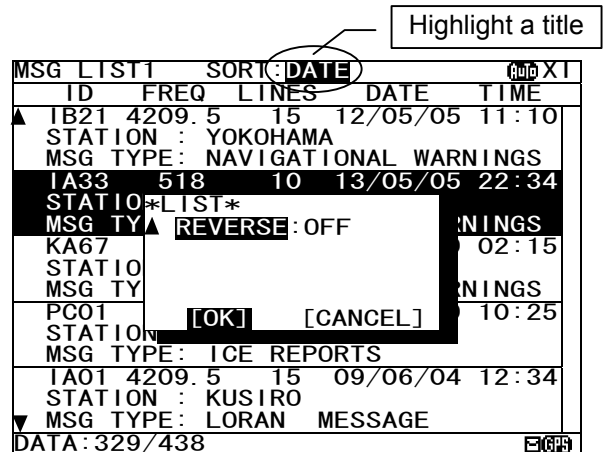 Highlight a title
MSG LIST1 SORT:DATE Auto XI
ID FREQ LINES DATE TIME
▲ IB21 4209.5 15 12/05/05 11:10
STATION : YOKOHAMA
MSG TYPE: NAVIGATIONAL WARNINGS
IA33 518 10 13/05/05 22:34
STATIO
*LIST*
MSG TY RNINGS
▲ REVERSE:OFF
KA67 02:15
STATIO
MSG TY RNINGS
PC01 10:25
[OK] [CANCEL]
STATION
MSG TYPE: ICE REPORTS
IA01 4209.5 15 09/06/04 12:34
STATION : KUSIRO
▼ MSG TYPE: LORAN MESSAGE
DATA:329/438 GPS